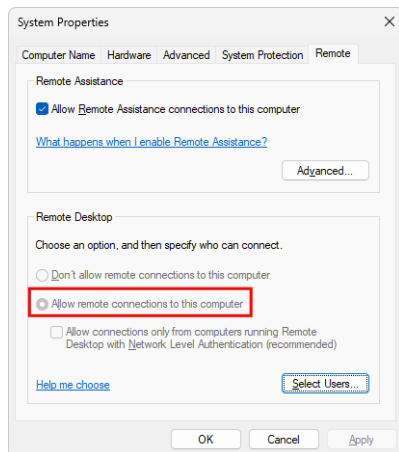 System Properties
Computer Name Hardware Advanced System Protection Remote
Remote Assistance
Allow Remote Assistance connections to this computer
What happens when I enable Remote Assistance?
Advanced...
Remote Desktop
Choose an option, and then specify who can connect.
Don't allow remote connections to this computer
Allow remote connections to this computer
Allow connections only from computers running Remote
Desktop with Network Level Authentication (recommended)
Help me choose
Select Users...
OK Cancel Apply